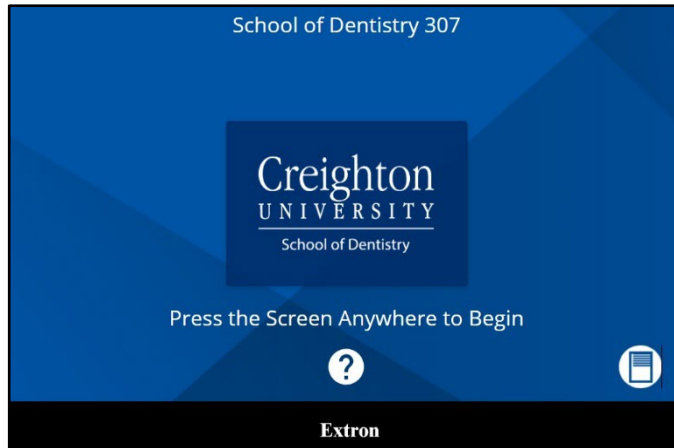 School of Dentistry 307
Creighton
UNIVERSITY
School of Dentistry
Press the Screen Anywhere to Begin
?
Extron